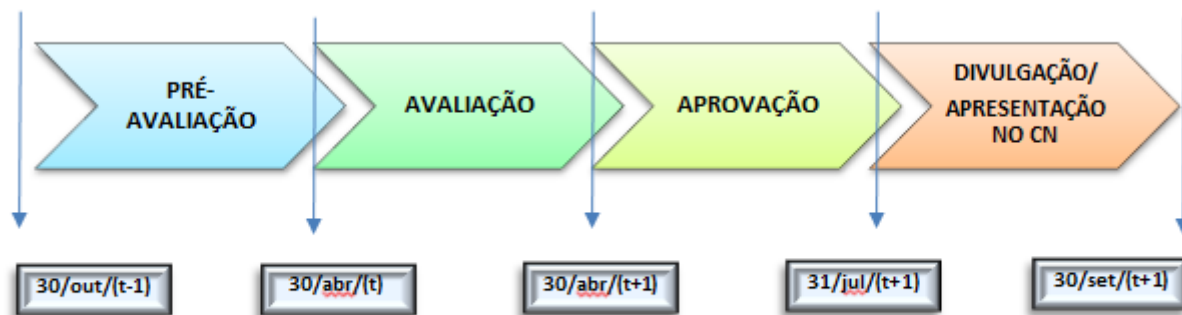 PRÉ-
AVALIAÇÃO
AVALIAÇÃO
APROVAÇÃO
DIVULGAÇÃO/
APRESENTAÇÃO
NO CN
30/out/(t-1)
30/abr/(t)
30/abr/(t+1)
31/jul/(t+1)
30/set/(t+1)